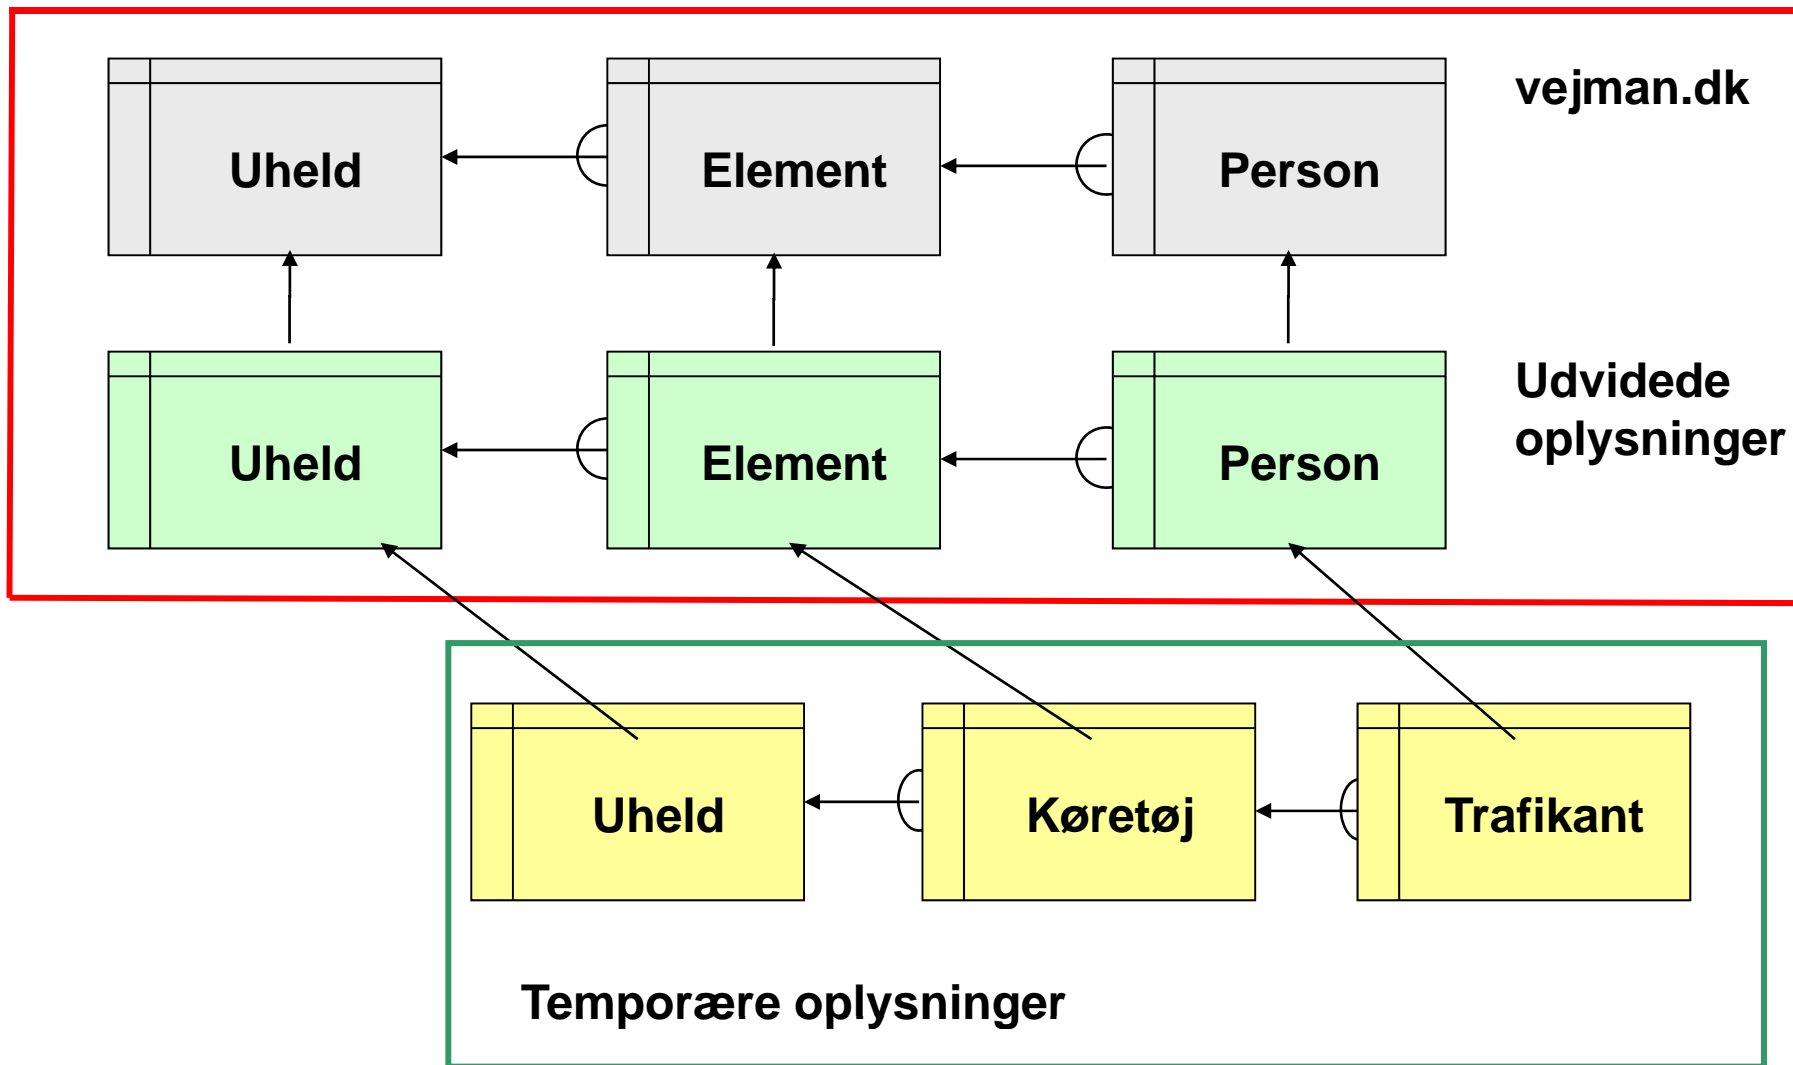 vejman.dk
Uheld
Element
Person
Udvidede
oplysninger
Uheld
Element
Person
Uheld
Køretøj
Trafikant
Temporære oplysninger